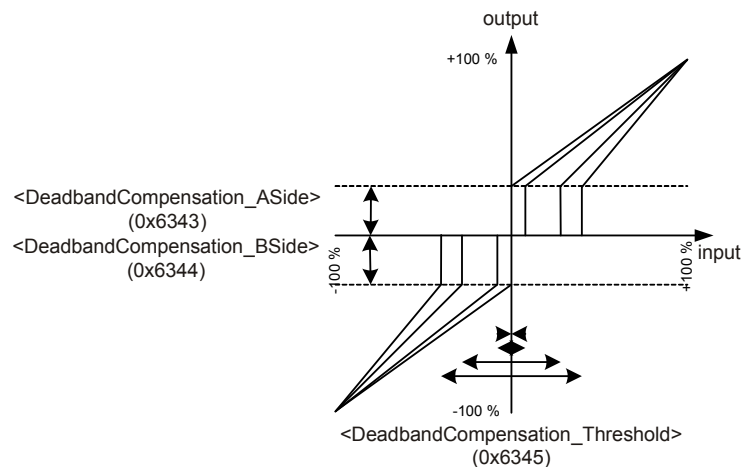 output
+100 %
<DeadbandCompensation_ASide>
(0x6343)
<DeadbandCompensation_BSide>
(0x6344)
-100 %
+100 %
input
-100 %
<DeadbandCompensation_Threshold>
(0x6345)